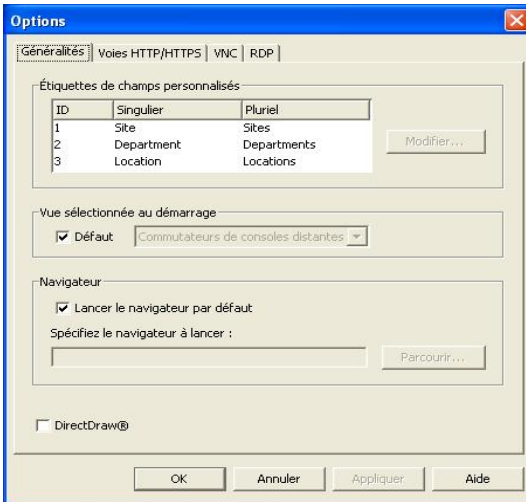 Options
Généralités Voies HTTP/HTTPS VNC RDP
Étiquettes de champs personnalisés
ID Singulier Pluriel
1 Site Sites
2 Department Departments
3 Location Locations
Modifier...
Vue sélectionnée au démarrage
Défaut Commutateurs de consoles distantes
Navigateur
Lancer le navigateur par défaut
Spécifiez le navigateur à lancer :
Parcourir...
DirectDraw®
OK Annuler Appliquer Aide